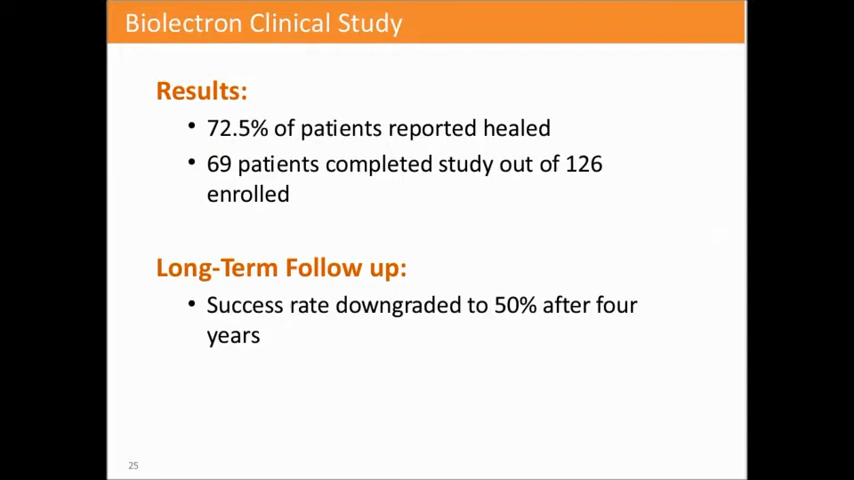 Biolectron Clinical Study
Results:
• 72.5% of patients reported healed
• 69 patients completed study out of 126
enrolled
Long-Term Follow up:
• Success rate downgraded to 50% after four
years
25